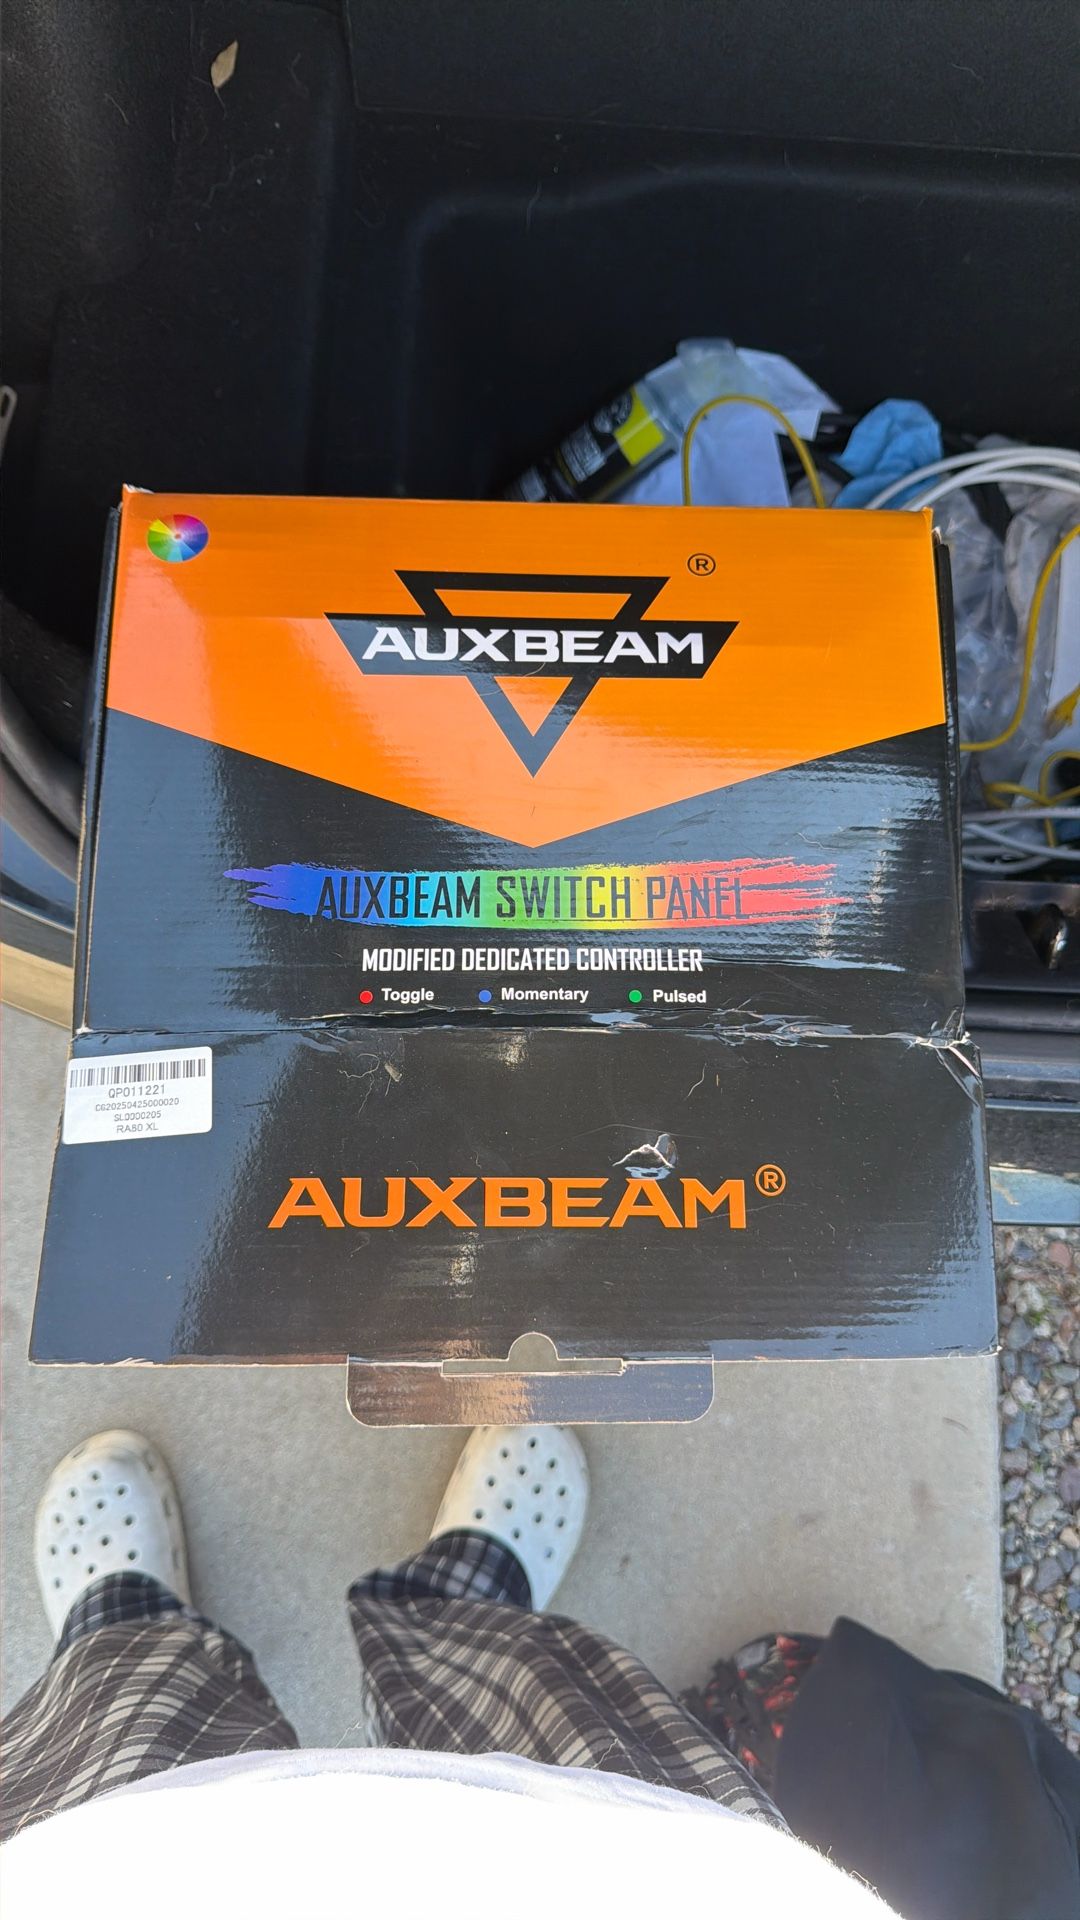 ®
AUXBEAM
AUXBEAM SWITCH PANEL
MODIFIED DEDICATED CONTROLLER
Toggle Momentary Pulsed
QP011221
C620250425000020
SL0000205
RA80 XL
AUXBEAM®